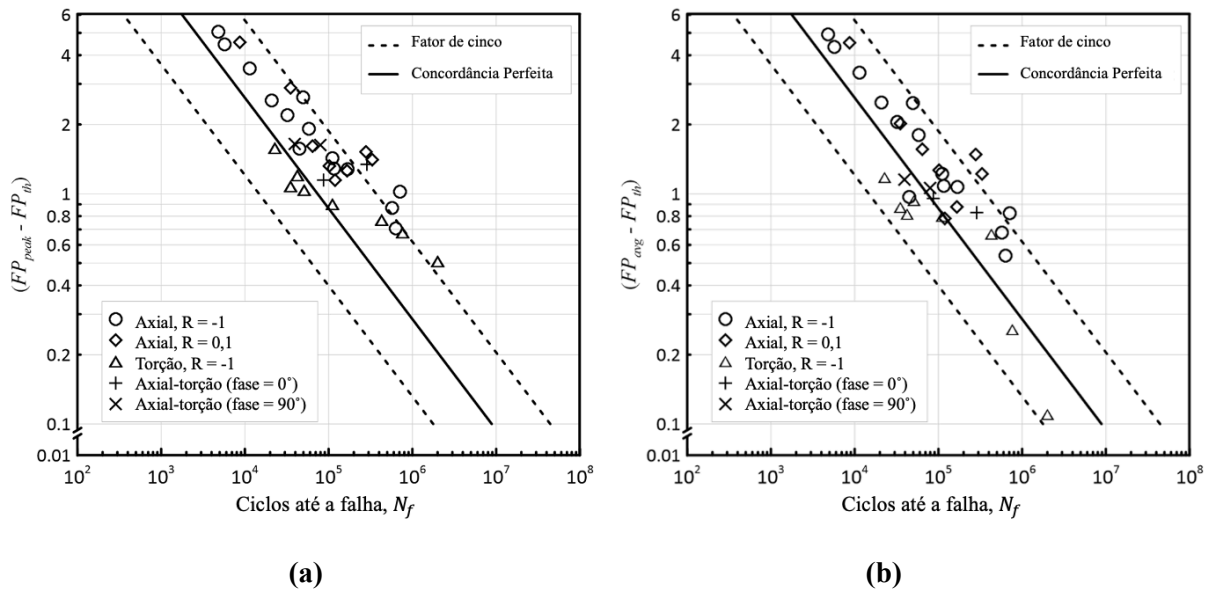 6
4
2
1
0.8
0.6
0.4
0.2
0.1
0.01
(FP_peak - FP_th)
Fator de cinco
Concordância Perfeita
Axial, R = -1
Axial, R = 0,1
Torção, R = -1
Axial-torção (fase = 0˚)
Axial-torção (fase = 90˚)
10^2 10^3 10^4 10^5 10^6 10^7 10^8
Ciclos até a falha, N_f
(a)
6
4
2
1
0.8
0.6
0.4
0.2
0.1
0.01
(FP_avg - FP_th)
Fator de cinco
Concordância Perfeita
Axial, R = -1
Axial, R = 0,1
Torção, R = -1
Axial-torção (fase = 0˚)
Axial-torção (fase = 90˚)
10^2 10^3 10^4 10^5 10^6 10^7 10^8
Ciclos até a falha, N_f
(b)